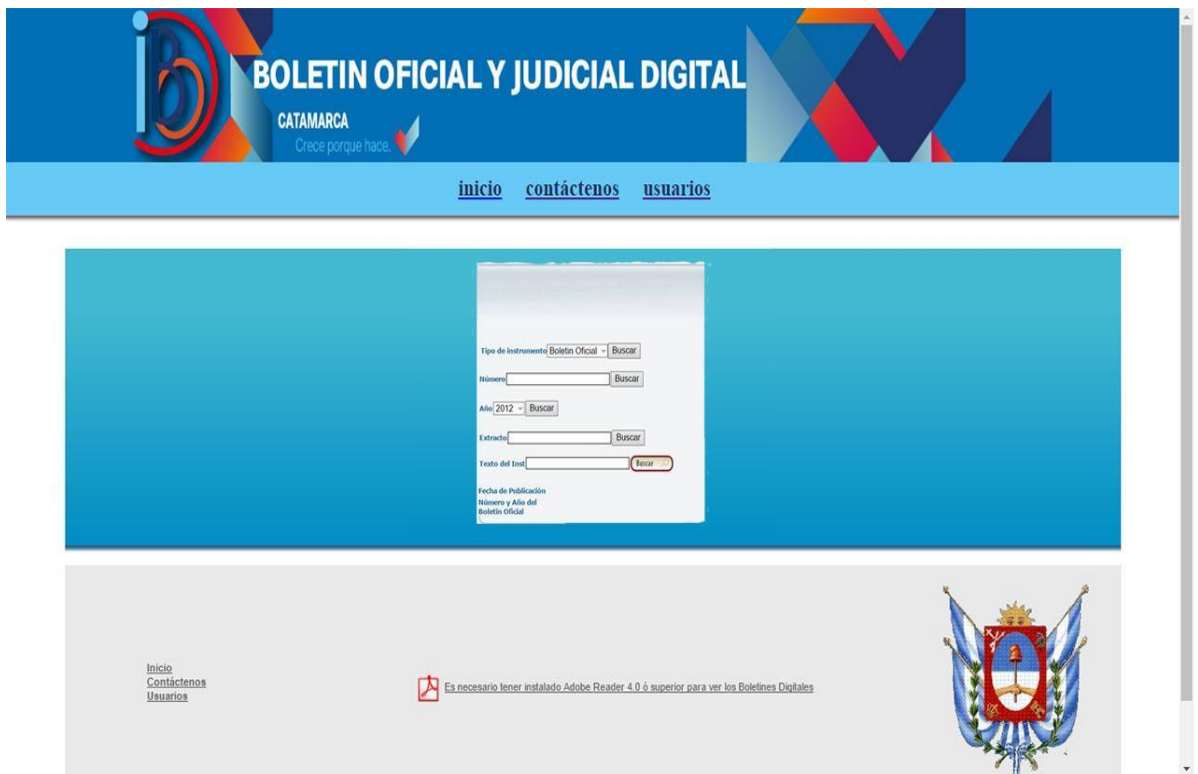 BOLETIN OFICIAL Y JUDICIAL DIGITAL
CATAMARCA
Crece porque hace.
inicio contáctenos usuarios
Tipo de instrumento Boletin Oficial Buscar
Número Buscar
Año 2012 Buscar
Extracto Buscar
Texto del Inst Buscar
Fecha de Publicación
Número y Año del
Boletin Oficial
Inicio
Contáctenos
Usuarios
Es necesario tener instalado Adobe Reader 4.0 ó superior para ver los Boletines Digitales